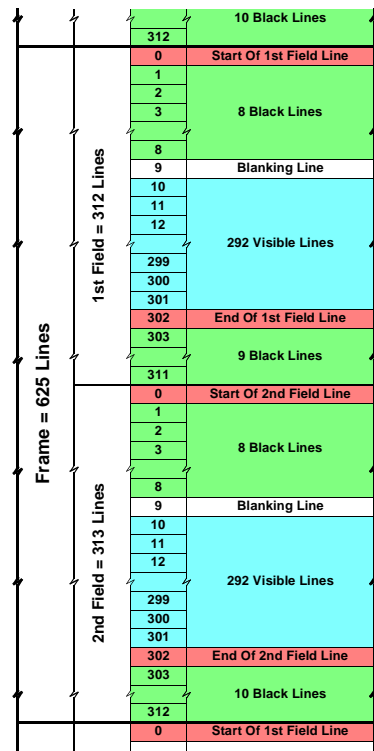 10 Black Lines
312
0 Start Of 1st Field Line
1
2
3
8 Black Lines
8
9 Blanking Line
10
11
12
292 Visible Lines
299
300
301
302 End Of 1st Field Line
303
9 Black Lines
311
0 Start Of 2nd Field Line
1
2
3
8 Black Lines
8
9 Blanking Line
10
11
12
292 Visible Lines
299
300
301
302 End Of 2nd Field Line
303
10 Black Lines
312
0 Start Of 1st Field Line
Frame = 625 Lines
1st Field = 312 Lines
2nd Field = 313 Lines